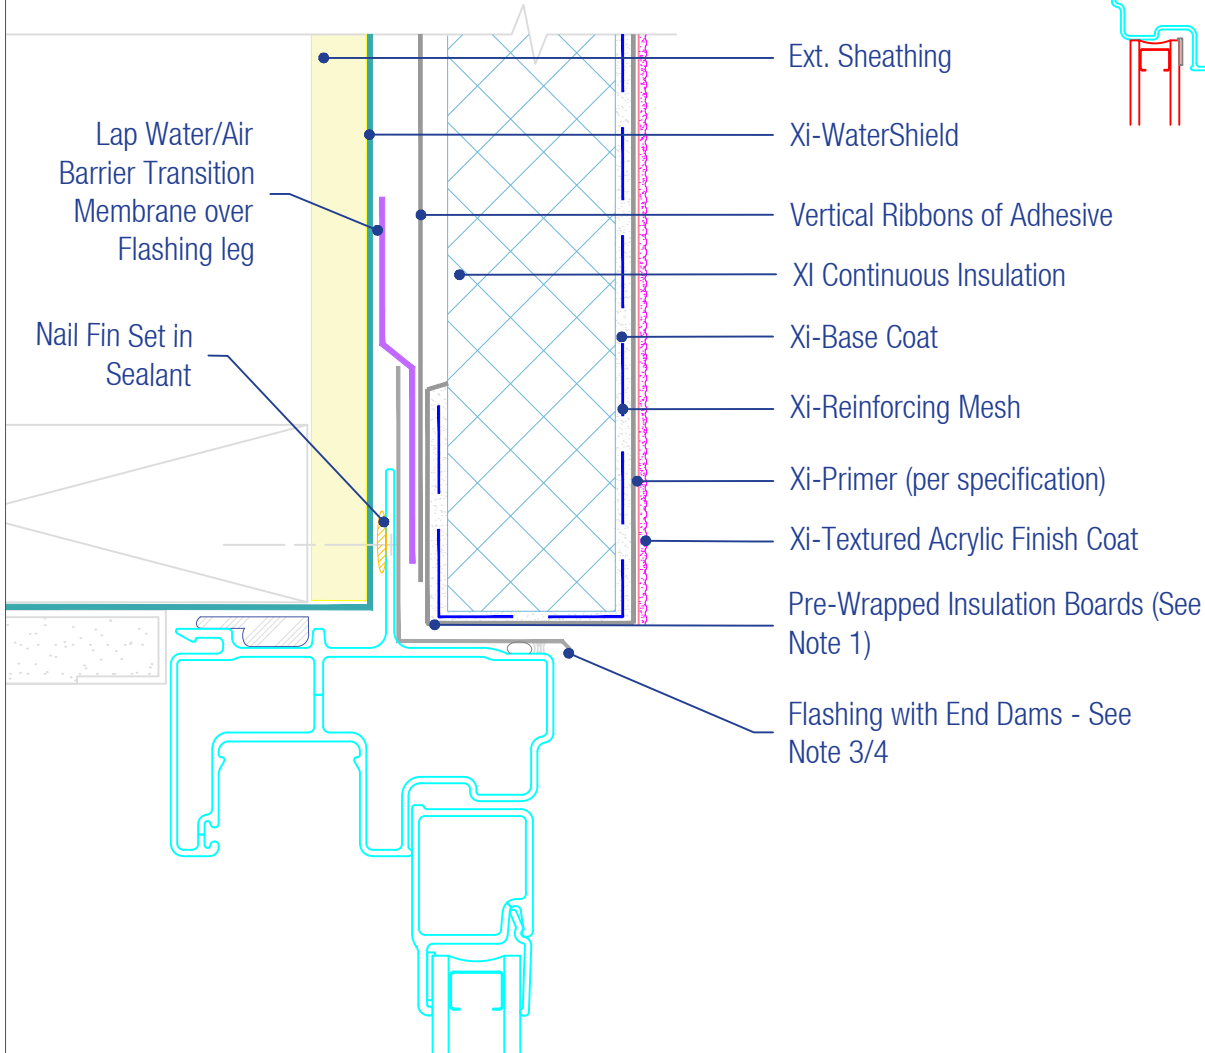 Ext. Sheathing
Lap Water/Air
Barrier Transition
Membrane over
Flashing leg
Xi-WaterShield
Vertical Ribbons of Adhesive
XI Continuous Insulation
Nail Fin Set in
Sealant
Xi-Base Coat
Xi-Reinforcing Mesh
Xi-Primer (per specification)
Xi-Textured Acrylic Finish Coat
Pre-Wrapped Insulation Boards (See
Note 1)
Flashing with End Dams - See
Note 3/4